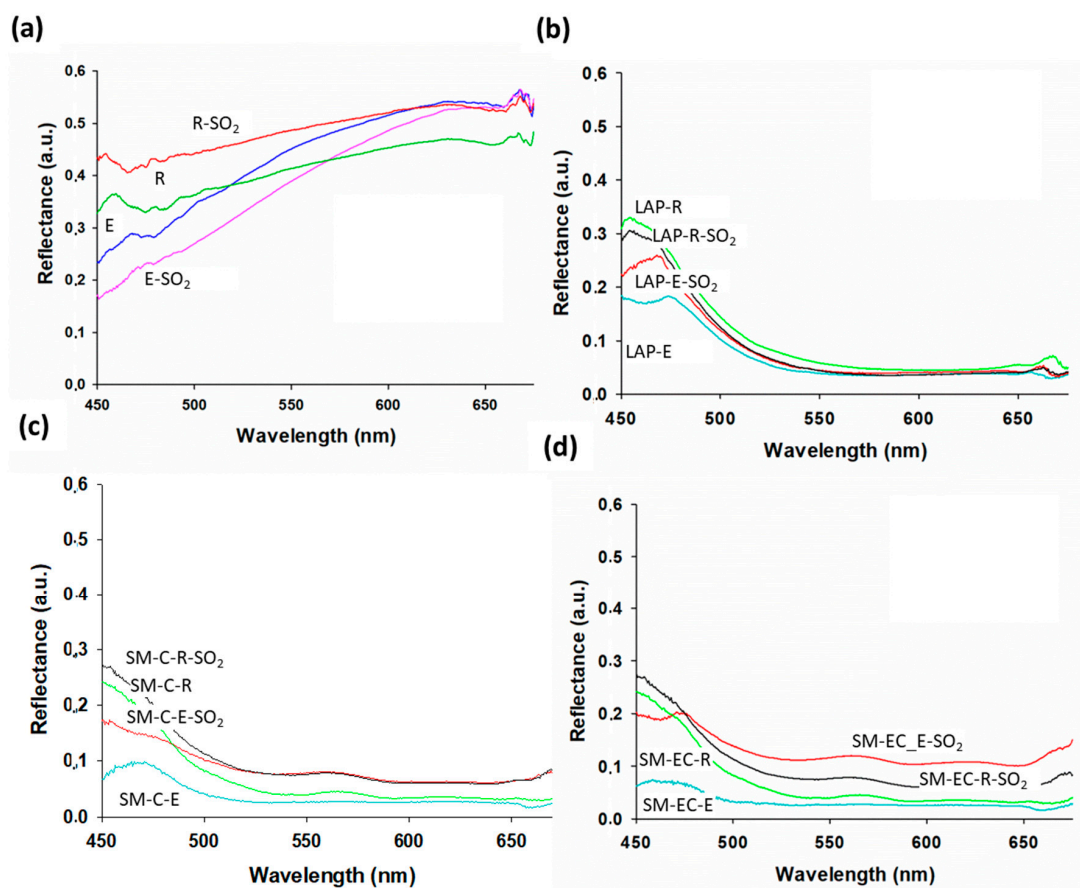 (a)
0,6
0,5
0,4
0,3
0,2
0,1
0,0
Reflectance (a.u.)
R-SO2
R
E
E-SO2
450 500 550 600 650
Wavelength (nm)
(b)
0,6
0,5
0,4
0,3
0,2
0,1
0,0
Reflectance (a.u.)
LAP-R
LAP-R-SO2
LAP-E-SO2
LAP-E
450 500 550 600 650
Wavelength (nm)
(c)
0,6
0,5
0,4
0,3
0,2
0,1
0,0
Reflectance (a.u.)
SM-C-R-SO2
SM-C-R
SM-C-E-SO2
SM-C-E
450 500 550 600 650
Wavelength (nm)
(d)
0,6
0,5
0,4
0,3
0,2
0,1
0,0
Reflectance (a.u.)
SM-EC_E-SO2
SM-EC-R
SM-EC-R-SO2
SM-EC-E
450 500 550 600 650
Wavelength (nm)